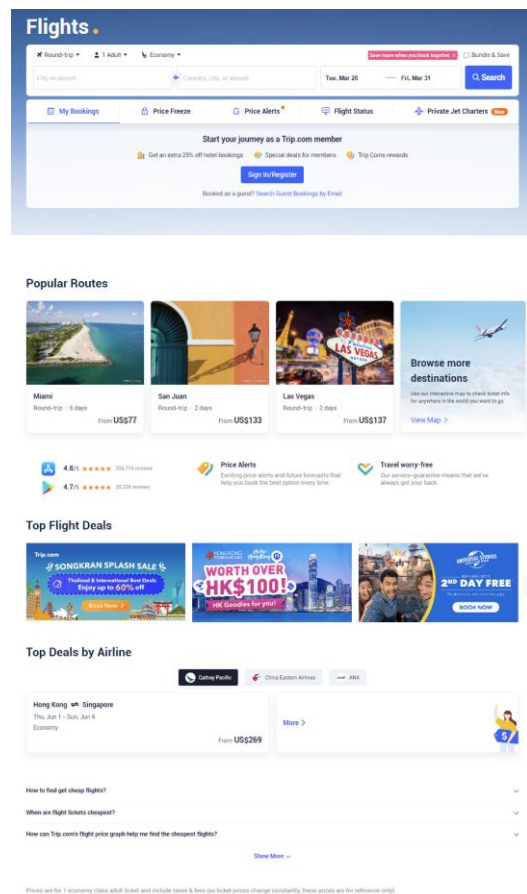 Flights.
Round-trip 1 Adult Economy Save more when you book together Bundle & Save
City or airport Country, city, or airport Tue, Mar 28 Fri, Mar 31 Search
My Bookings Price Freeze Price Alerts Flight Status Private Jet Charters New
Start your journey as a Trip.com member
Get an extra 25% off hotel bookings Special deals for members Trip Coins rewards
Sign In/Register
Booked as a guest? Search Guest Bookings by Email
Popular Routes
LAS VEGAS
Miami
Round-trip 6 days
From US$77
San Juan
Round-trip 2 days
From US$133
Las Vegas
Round-trip 2 days
From US$137
Browse more
destinations
Use our interactive map to check ticket info
for anywhere in the world you want to go
View Map >
4.8/5 reviews
4.7/5 reviews
Price Alerts
Exciting price alerts and future forecasts that
help you book the best option every time
Travel worry-free
Our service-guarantee means that we've
always got your back
Top Flight Deals
Trip.com
SONGKRAN SPLASH SALE
Thailand & International Best Deals
Enjoy up to 60% off
Book Now >
WORTH OVER
HK$100!
HK Goodies for you!
UNIVERSAL STUDIOS
2ND DAY FREE
BOOK NOW
Top Deals by Airline
Cathay Pacific China Eastern Airlines ANA
Hong Kong ⇌ Singapore
Thu, Jun 1 - Sun, Jun 4
Economy
From US$269
More >
How to find get cheap flights?
When are flight tickets cheapest?
How can Trip.com's flight price graph help me find the cheapest flights?
Show More
Prices are for 1 economy class adult ticket and include taxes & fees (as ticket prices change constantly, these prices are for reference only)